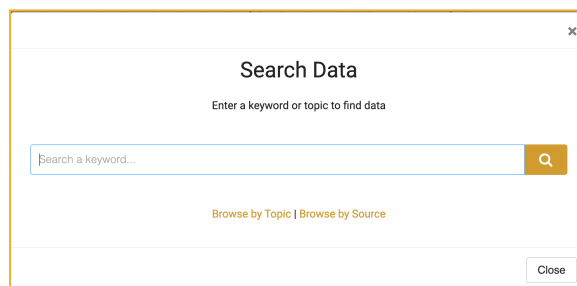 ×
Search Data
Enter a keyword or topic to find data
Search a keyword...
Browse by Topic | Browse by Source
Close